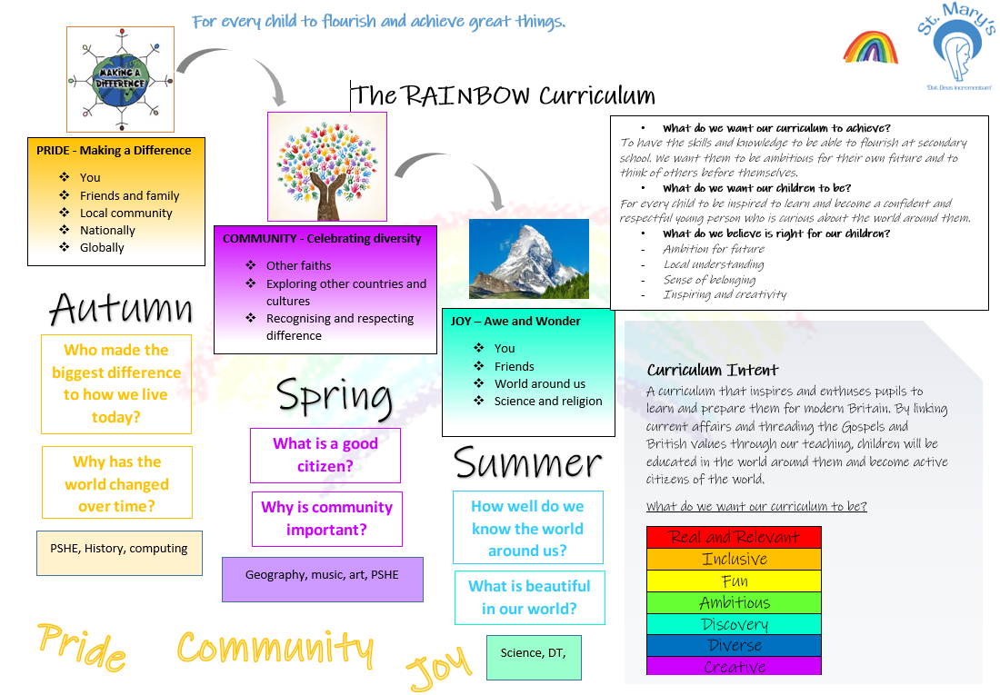 For every child to flourish and achieve great things.
St. Mary's
'Dat Deus incrementum'
MAKING A
DIFFERENCE
The RAINBOW Curriculum
PRIDE - Making a Difference
❖ You
❖ Friends and family
❖ Local community
❖ Nationally
❖ Globally
Autumn
Who made the
biggest difference
to how we live
today?
Why has the
world changed
over time?
PSHE, History, computing
COMMUNITY - Celebrating diversity
❖ Other faiths
❖ Exploring other countries and
cultures
❖ Recognising and respecting
difference
Spring
What is a good
citizen?
Why is community
important?
Geography, music, art, PSHE
JOY – Awe and Wonder
❖ You
❖ Friends
❖ World around us
❖ Science and religion
Summer
How well do we
know the world
around us?
What is beautiful
in our world?
Science, DT,
• What do we want our curriculum to achieve?
To have the skills and knowledge to be able to flourish at secondary
school. We want them to be ambitious for their own future and to
think of others before themselves.
• What do we want our children to be?
For every child to be inspired to learn and become a confident and
respectful young person who is curious about the world around them.
• What do we believe is right for our children?
- Ambition for future
- Local understanding
- Sense of belonging
- Inspiring and creativity
Curriculum Intent
A curriculum that inspires and enthuses pupils to
learn and prepare them for modern Britain. By linking
current affairs and threading the Gospels and
British values through our teaching, children will be
educated in the world around them and become active
citizens of the world.
What do we want our curriculum to be?
Real and Relevant
Inclusive
Fun
Ambitious
Discovery
Diverse
Creative
Pride
Community
Joy